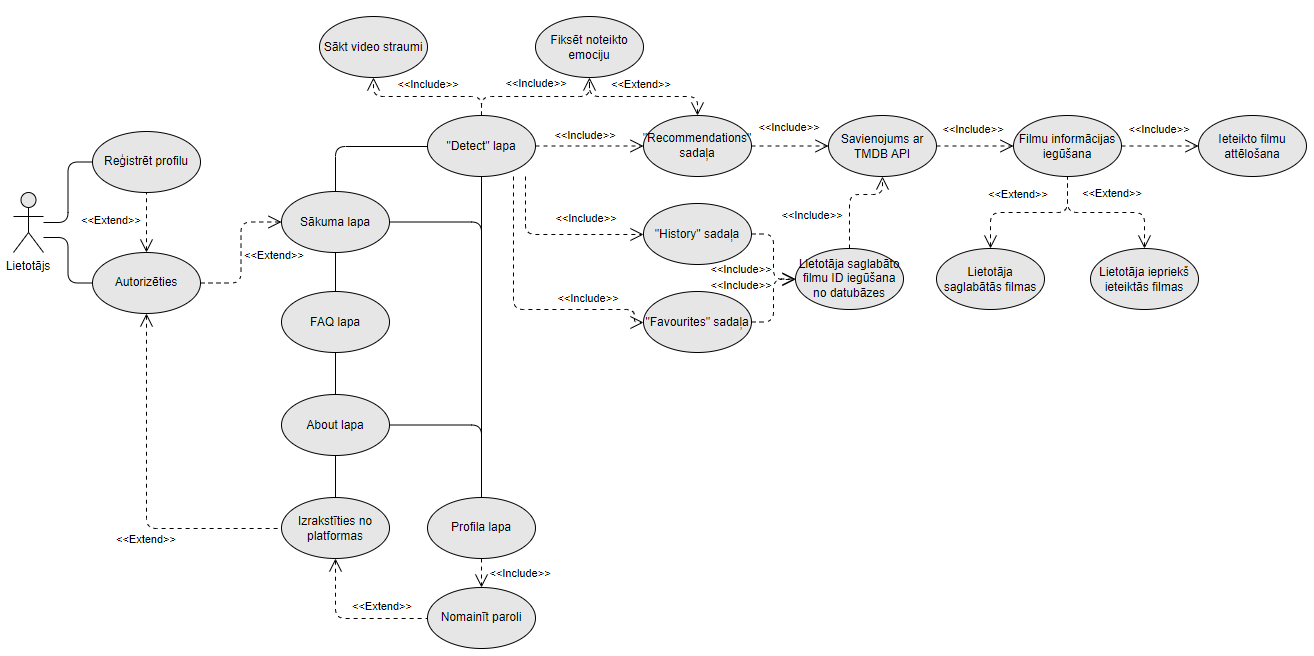 Sākt video straumi
Fiksēt noteikto
emociju
<<Include>>
<<Include>>
<<Extend>>
Reģistrēt profilu
"Detect" lapa
<<Include>>
"Recommendations"
sadaļa
<<Include>>
Savienojums ar
TMDB API
<<Include>>
Filmu informācijas
iegūšana
<<Include>>
Ieteikto filmu
attēlošana
<<Extend>>
<<Extend>>
<<Extend>>
Sākuma lapa
<<Include>>
"History" sadaļa
<<Include>>
Lietotājs
<<Extend>>
Autorizēties
<<Include>>
<<Include>>
Lietotāja saglabāto
filmu ID iegūšana
no datubāzes
Lietotāja
saglabātās filmas
Lietotāja iepriekš
ieteiktās filmas
<<Include>>
FAQ lapa
"Favourites" sadaļa
About lapa
Izrakstīties no
platformas
Profila lapa
<<Extend>>
<<Include>>
<<Extend>>
Nomainīt paroli